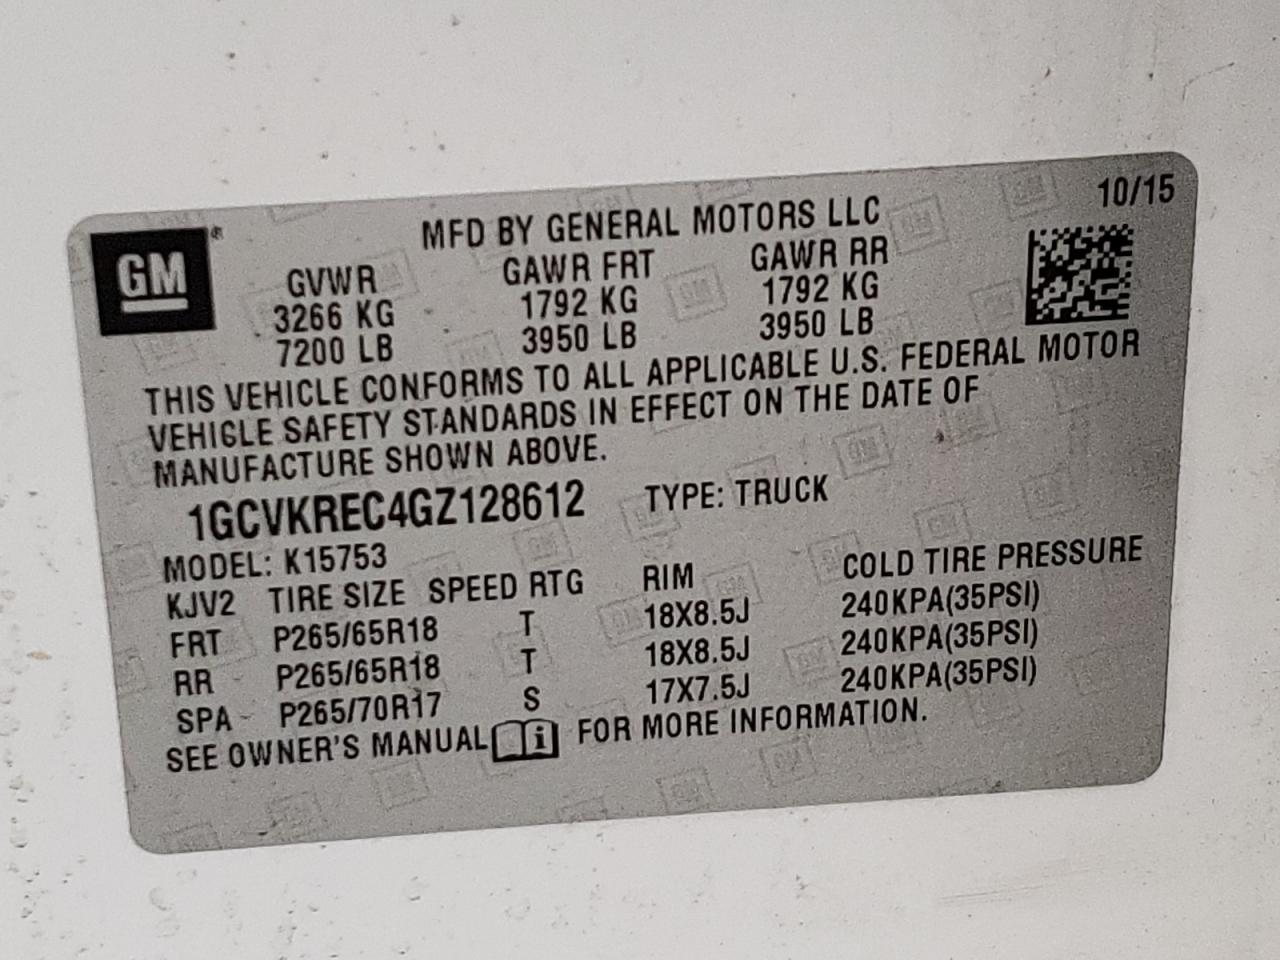 10/15
MFD BY GENERAL MOTORS LLC
GM®
GVWR GAWR FRT GAWR RR
3266 KG 1792 KG 1792 KG
7200 LB 3950 LB 3950 LB
THIS VEHICLE CONFORMS TO ALL APPLICABLE U.S. FEDERAL MOTOR
VEHICLE SAFETY STANDARDS IN EFFECT ON THE DATE OF
MANUFACTURE SHOWN ABOVE.
1GCVKREC4GZ128612 TYPE: TRUCK
MODEL: K15753
KJV2 TIRE SIZE SPEED RTG RIM COLD TIRE PRESSURE
FRT P265/65R18 T 18X8.5J 240KPA(35PSI)
RR P265/65R18 T 18X8.5J 240KPA(35PSI)
SPA P265/70R17 S 17X7.5J 240KPA(35PSI)
SEE OWNER'S MANUAL i FOR MORE INFORMATION.